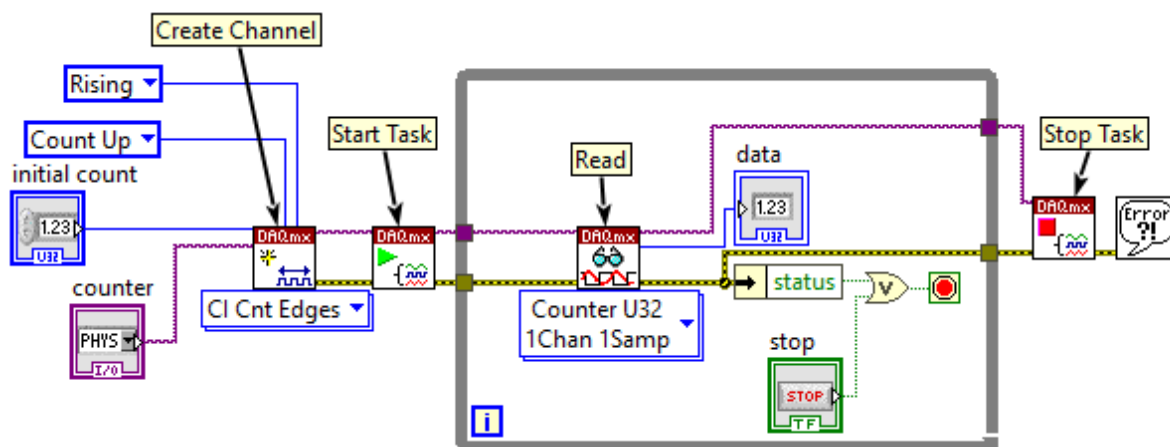 Create Channel
Rising
Count Up
Start Task
Read
data
Stop Task
initial count
1.23
U32
1.23
U32
DAQmx
DAQmx
DAQmx
DAQmx
Error
?!
counter
PHYS
I/O
CI Cnt Edges
Counter U32
1Chan 1Samp
status
V
stop
STOP
TF
i